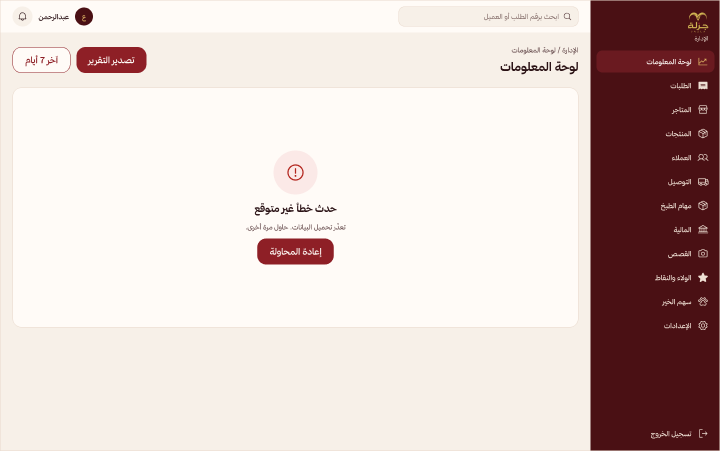 جزلة
الإدارة
لوحة المعلومات
الطلبات
المتاجر
المنتجات
العملاء
التوصيل
مهام الطبخ
المالية
القصص
الولاء والنقاط
سهم الخير
الإعدادات
تسجيل الخروج
ابحث برقم الطلب أو العميل
ع
عبدالرحمن
الإدارة / لوحة المعلومات
لوحة المعلومات
تصدير التقرير
آخر 7 أيام
حدث خطأ غير متوقع
تعذّر تحميل البيانات. حاول مرة أخرى.
إعادة المحاولة